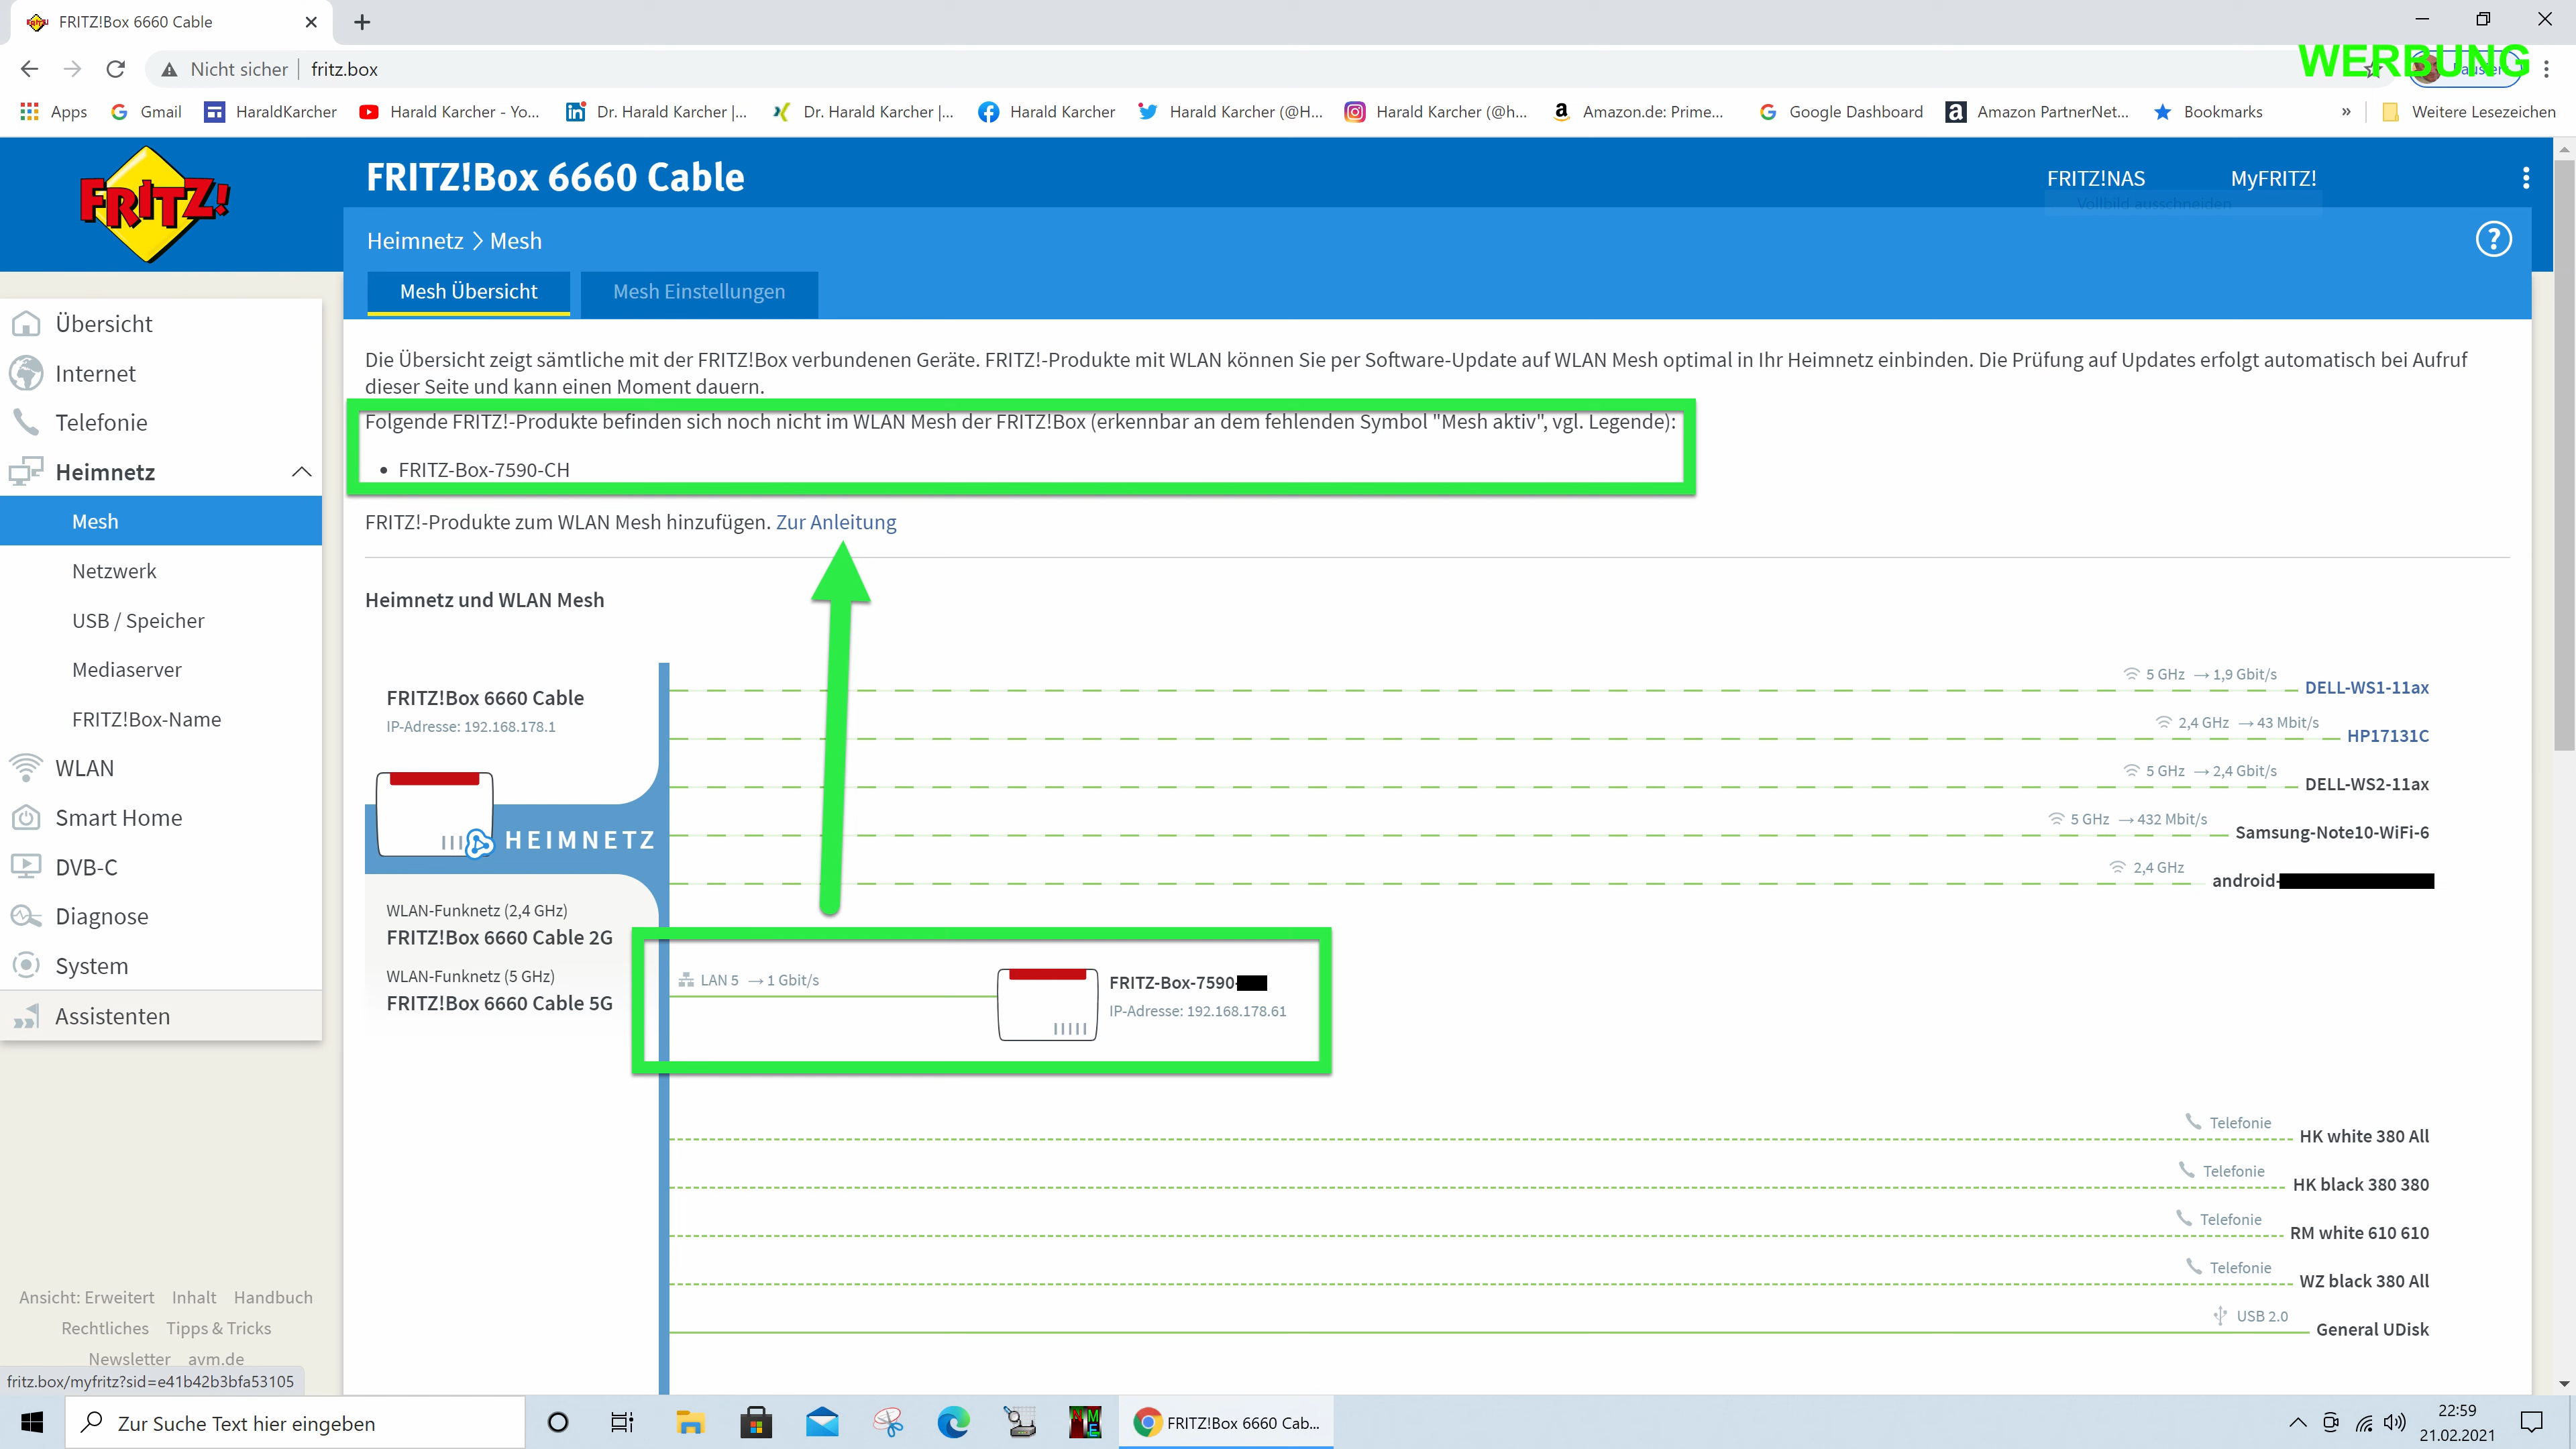 FRITZ!Box 6660 Cable
Nicht sicher | fritz.box
WERBUNG
Apps
Gmail
HaraldKarcher
Harald Karcher - Yo...
Dr. Harald Karcher |...
Dr. Harald Karcher |...
Harald Karcher
Harald Karcher (@H...
Harald Karcher (@h...
Amazon.de: Prime...
Google Dashboard
Amazon PartnerNet...
Bookmarks
»
Weitere Lesezeichen
FRITZ!
FRITZ!Box 6660 Cable
FRITZ!NAS
MyFRITZ!
Vollbild ausschneiden
Heimnetz > Mesh
Mesh Übersicht
Mesh Einstellungen
Übersicht
Internet
Telefonie
Heimnetz
Mesh
Netzwerk
USB / Speicher
Mediaserver
FRITZ!Box-Name
WLAN
Smart Home
DVB-C
Diagnose
System
Assistenten
Ansicht: Erweitert Inhalt Handbuch
Rechtliches Tipps & Tricks
Newsletter avm.de
fritz.box/myfritz?sid=e41b42b3bfa53105
Die Übersicht zeigt sämtliche mit der FRITZ!Box verbundenen Geräte. FRITZ!-Produkte mit WLAN können Sie per Software-Update auf WLAN Mesh optimal in Ihr Heimnetz einbinden. Die Prüfung auf Updates erfolgt automatisch bei Aufruf
dieser Seite und kann einen Moment dauern.
Folgende FRITZ!-Produkte befinden sich noch nicht im WLAN Mesh der FRITZ!Box (erkennbar an dem fehlenden Symbol "Mesh aktiv", vgl. Legende):
• FRITZ-Box-7590-CH
FRITZ!-Produkte zum WLAN Mesh hinzufügen. Zur Anleitung
Heimnetz und WLAN Mesh
FRITZ!Box 6660 Cable
IP-Adresse: 192.168.178.1
HEIMNETZ
WLAN-Funknetz (2,4 GHz)
FRITZ!Box 6660 Cable 2G
WLAN-Funknetz (5 GHz)
FRITZ!Box 6660 Cable 5G
5 GHz → 1,9 Gbit/s
DELL-WS1-11ax
2,4 GHz → 43 Mbit/s
HP17131C
5 GHz → 2,4 Gbit/s
DELL-WS2-11ax
5 GHz → 432 Mbit/s
Samsung-Note10-WiFi-6
2,4 GHz
android-
LAN 5 → 1 Gbit/s
FRITZ-Box-7590-
IP-Adresse: 192.168.178.61
Telefonie
HK white 380 All
Telefonie
HK black 380 380
Telefonie
RM white 610 610
Telefonie
WZ black 380 All
USB 2.0
General UDisk
Zur Suche Text hier eingeben
FRITZ!Box 6660 Cab...
22:59
21.02.2021